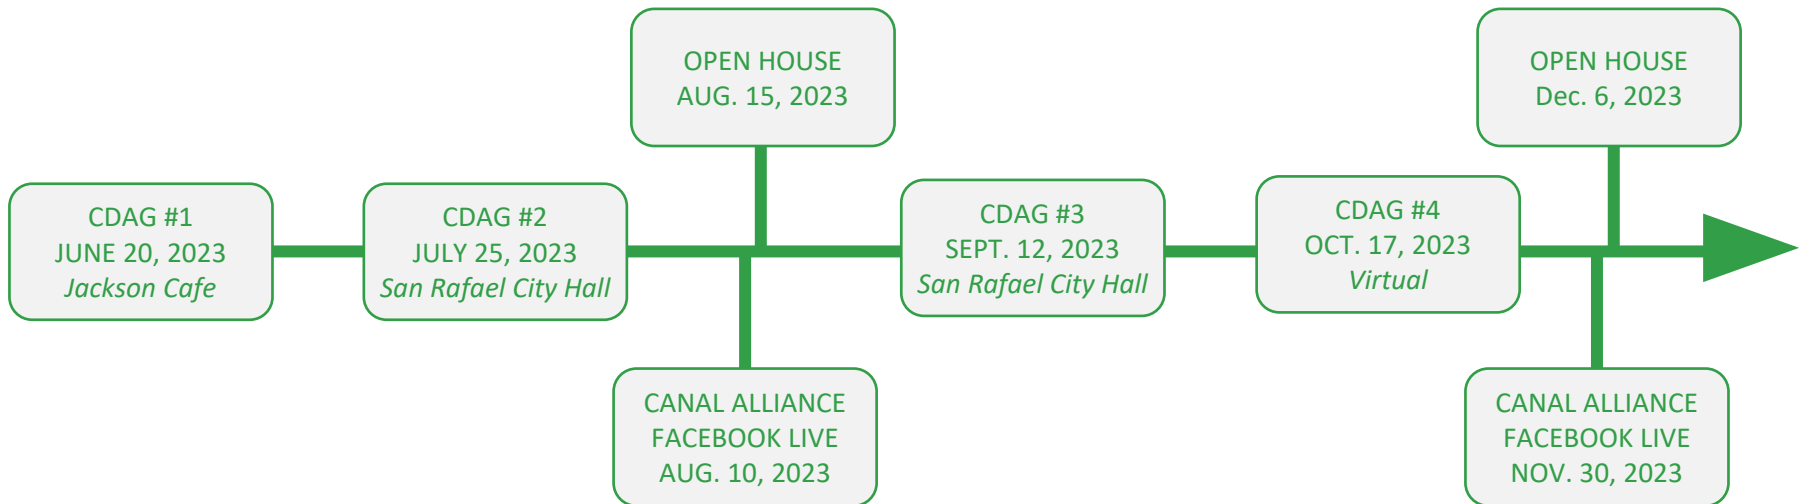 CDAG #1
JUNE 20, 2023
Jackson Cafe
CDAG #2
JULY 25, 2023
San Rafael City Hall
OPEN HOUSE
AUG. 15, 2023
CANAL ALLIANCE
FACEBOOK LIVE
AUG. 10, 2023
CDAG #3
SEPT. 12, 2023
San Rafael City Hall
CDAG #4
OCT. 17, 2023
Virtual
OPEN HOUSE
Dec. 6, 2023
CANAL ALLIANCE
FACEBOOK LIVE
NOV. 30, 2023